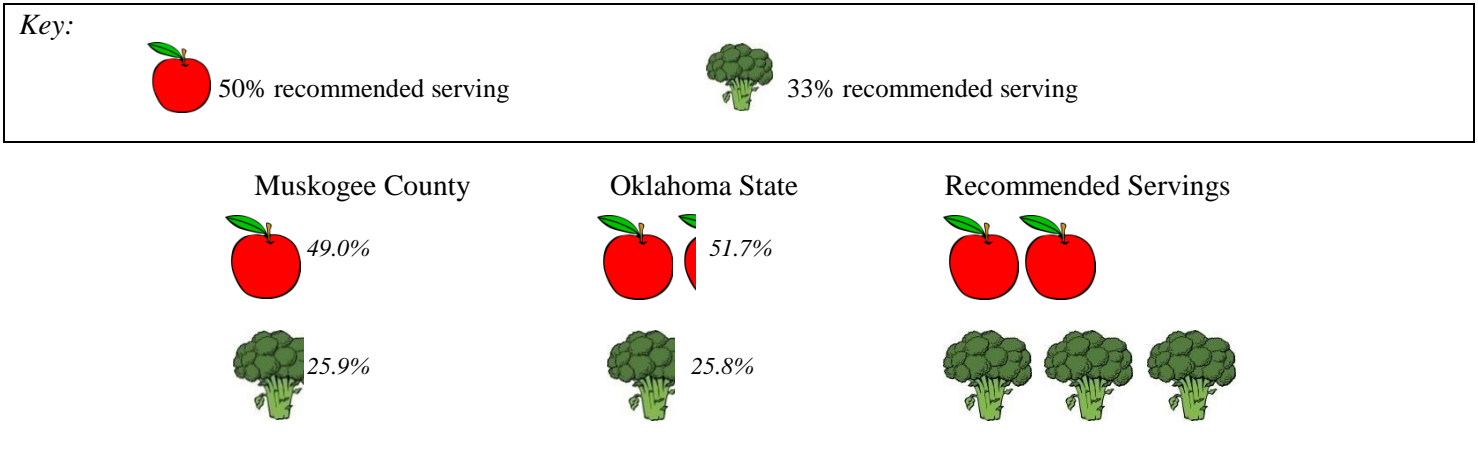 Key:
50% recommended serving 33% recommended serving
Muskogee County Oklahoma State Recommended Servings
49.0% 51.7%
25.9% 25.8%